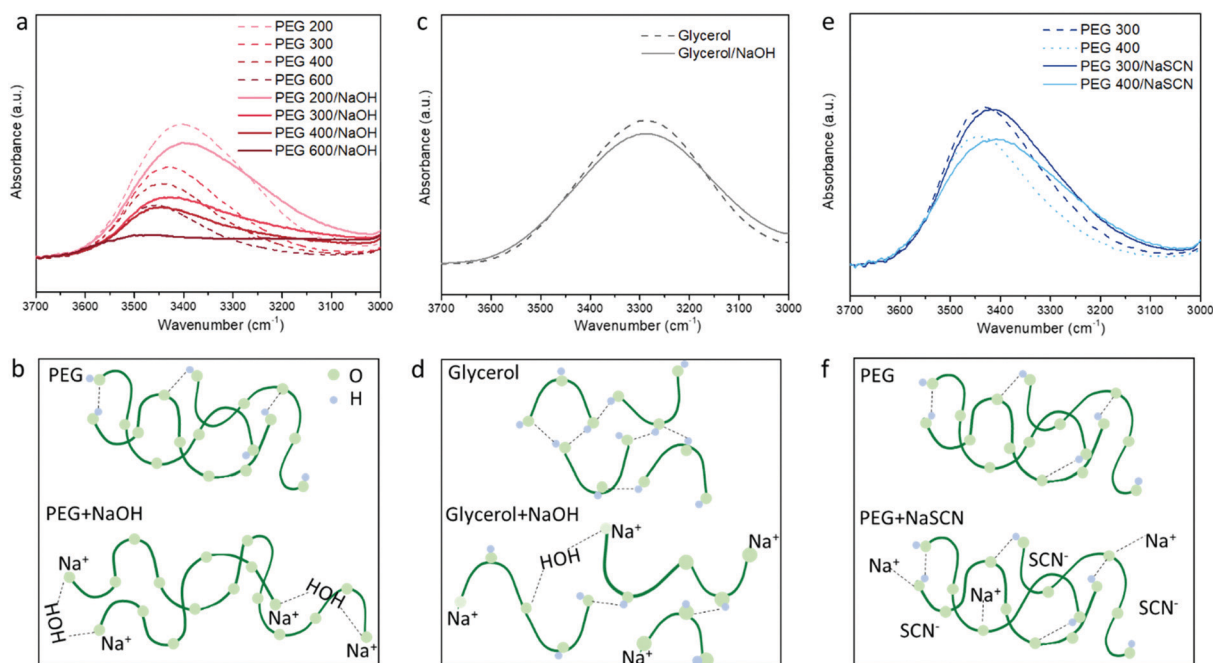 a
PEG 200
PEG 300
PEG 400
PEG 600
PEG 200/NaOH
PEG 300/NaOH
PEG 400/NaOH
PEG 600/NaOH
Absorbance (a.u.)
3700 3600 3500 3400 3300 3200 3100 3000
Wavenumber (cm⁻¹)
c
Glycerol
Glycerol/NaOH
Absorbance (a.u.)
3700 3600 3500 3400 3300 3200 3100 3000
Wavenumber (cm⁻¹)
e
PEG 300
PEG 400
PEG 300/NaSCN
PEG 400/NaSCN
Absorbance (a.u.)
3700 3600 3500 3400 3300 3200 3100 3000
Wavenumber (cm⁻¹)
b
PEG
O
H
PEG+NaOH
Na⁺
HOH
Na⁺
Na⁺
HOH
Na⁺
d
Glycerol
Glycerol+NaOH
Na⁺
HOH
Na⁺
Na⁺
Na⁺
f
PEG
PEG+NaSCN
Na⁺
SCN⁻
Na⁺
Na⁺
SCN⁻
SCN⁻